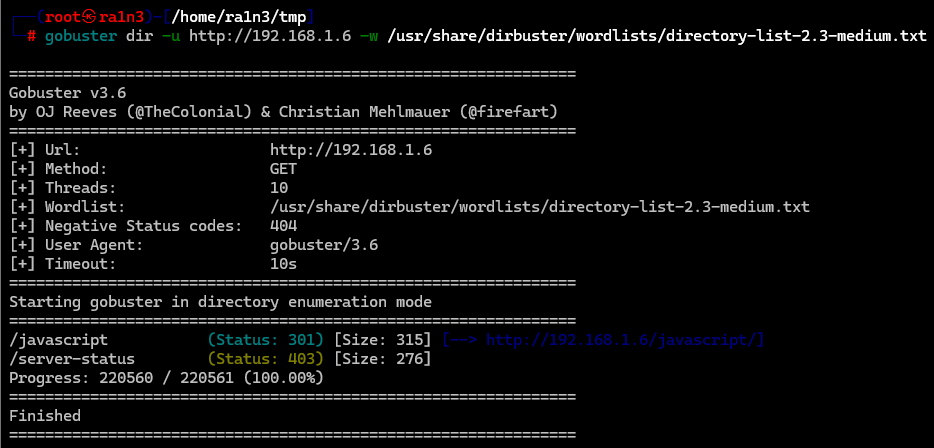 ┌──(root㉿ra1n3)-[/home/ra1n3/tmp]
└─# gobuster dir -u http://192.168.1.6 -w /usr/share/dirbuster/wordlists/directory-list-2.3-medium.txt
===============================================================
Gobuster v3.6
by OJ Reeves (@TheColonial) & Christian Mehlmauer (@firefart)
===============================================================
[+] Url:                     http://192.168.1.6
[+] Method:                  GET
[+] Threads:                 10
[+] Wordlist:                /usr/share/dirbuster/wordlists/directory-list-2.3-medium.txt
[+] Negative Status codes:   404
[+] User Agent:              gobuster/3.6
[+] Timeout:                 10s
===============================================================
Starting gobuster in directory enumeration mode
===============================================================
/javascript           (Status: 301) [Size: 315] [--> http://192.168.1.6/javascript/]
/server-status        (Status: 403) [Size: 276]
Progress: 220560 / 220561 (100.00%)
===============================================================
Finished
===============================================================